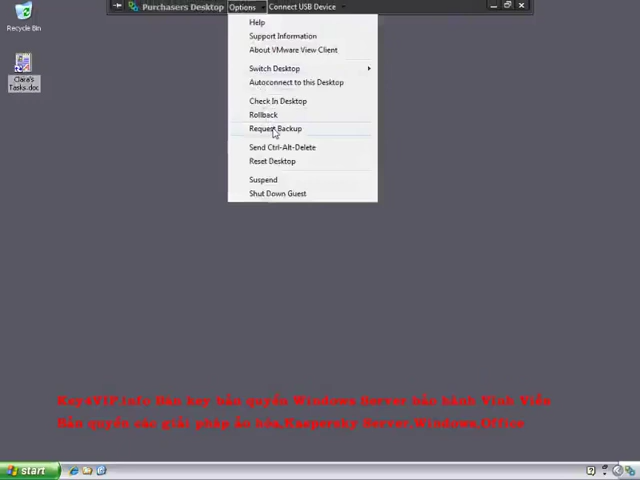 Purchasers Desktop
Options
Connect USB Device
Recycle Bin
Clara's
Tasks.doc
Help
Support Information
About VMware View Client
Switch Desktop
Autoconnect to this Desktop
Check In Desktop
Rollback
Request Backup
Send Ctrl-Alt-Delete
Reset Desktop
Suspend
Shut Down Guest
Key4VIP.info Bán key bản quyền Windows Server bảo hành Vĩnh Viễn
Bản quyền các giải pháp ảo hóa,Kaspersky Server,Windows,Office
start